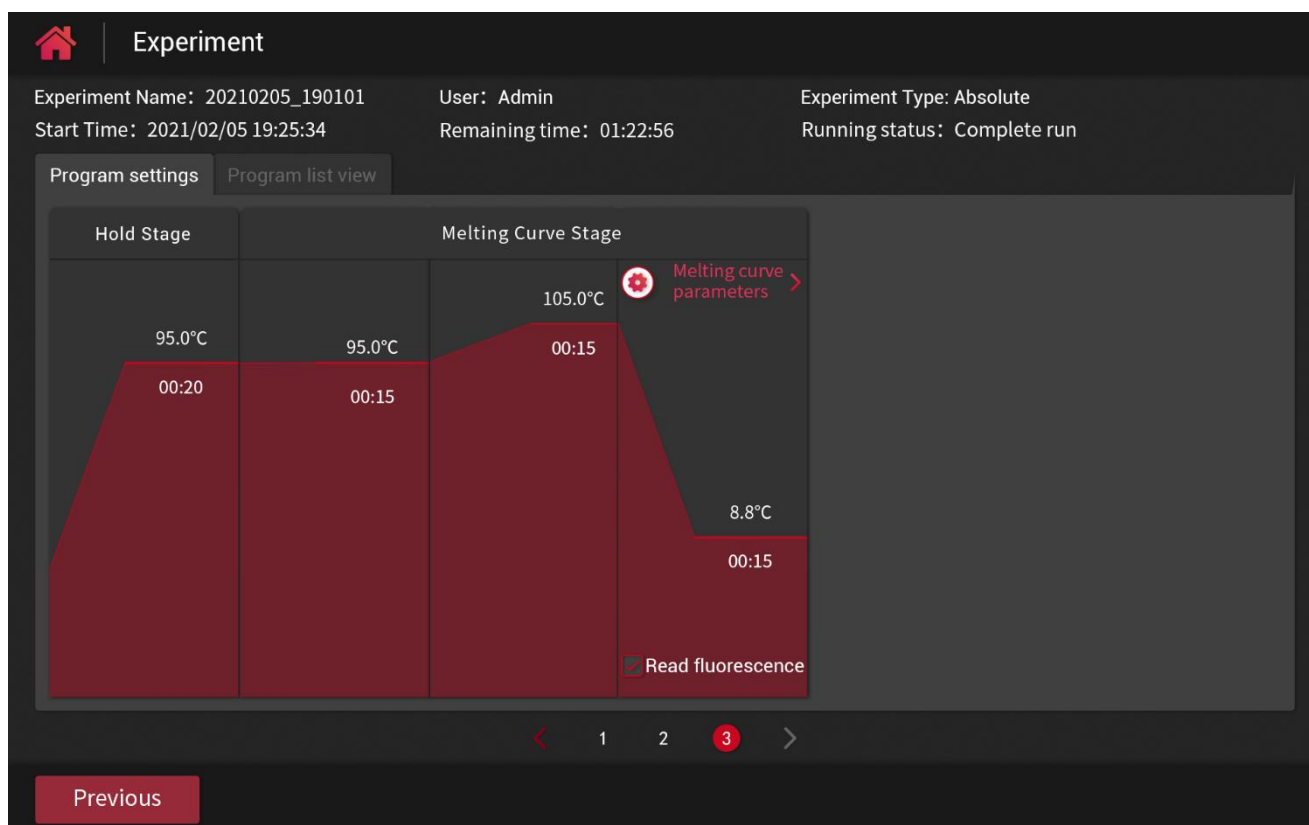 Experiment
Experiment Name: 20210205_190101 User: Admin Experiment Type: Absolute
Start Time: 2021/02/05 19:25:34 Remaining time: 01:22:56 Running status: Complete run
Program settings Program list view
Hold Stage Melting Curve Stage
Melting curve
parameters
105.0°C
95.0°C 95.0°C 00:15
00:20 00:15
8.8°C
00:15
Read fluorescence
1 2 3
Previous